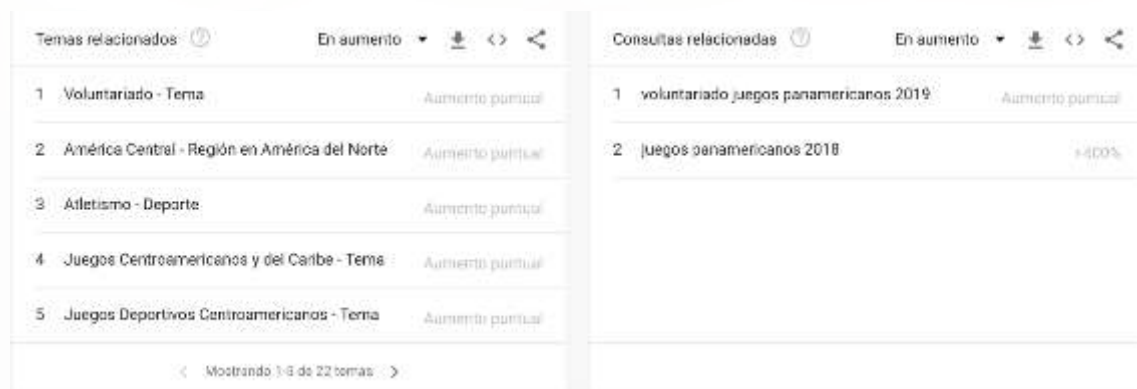 Temas relacionados
En aumento
1 Voluntariado - Tema Aumento puntual
2 América Central - Región en América del Norte Aumento puntual
3 Atletismo - Deporte Aumento puntual
4 Juegos Centroamericanos y del Caribe - Tema Aumento puntual
5 Juegos Deportivos Centroamericanos - Tema Aumento puntual
Mostrando 1-5 de 22 temas
Consultas relacionadas
En aumento
1 voluntariado juegos panamericanos 2019 Aumento puntual
2 juegos panamericanos 2018